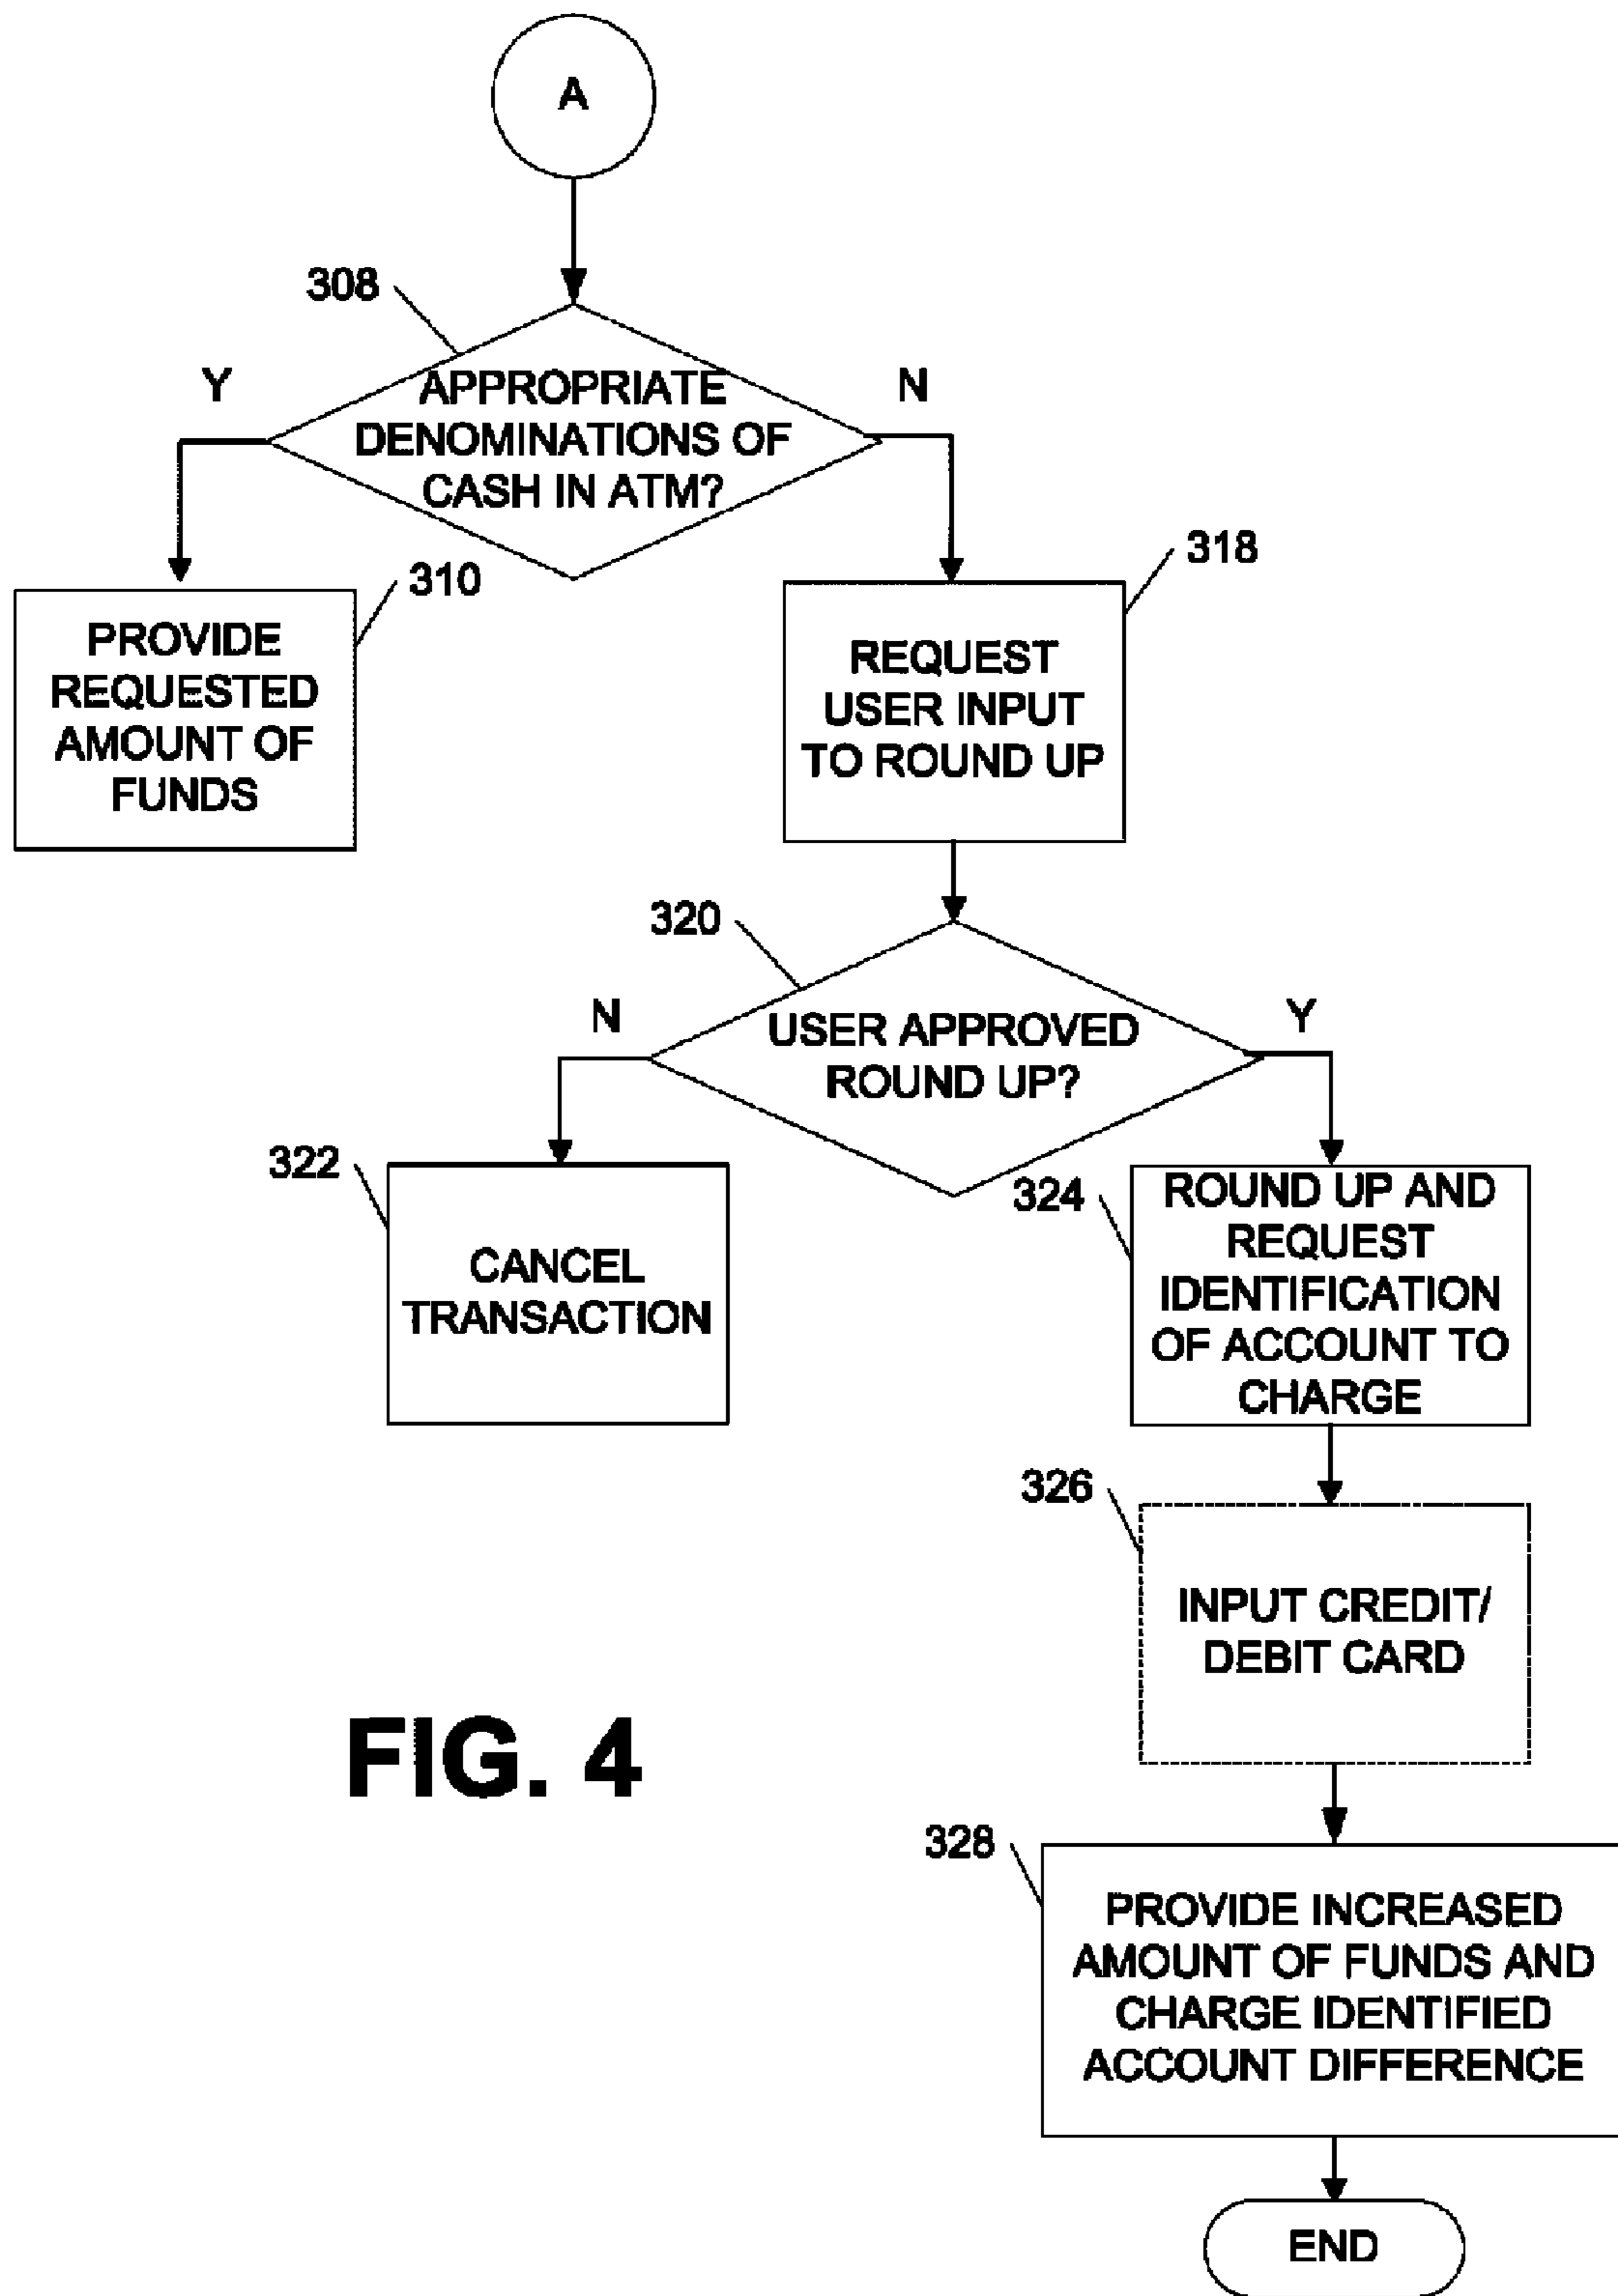 A
308
Y
N
APPROPRIATE
DENOMINATIONS OF
CASH IN ATM?
310
318
PROVIDE
REQUESTED
AMOUNT OF
FUNDS
REQUEST
USER INPUT
TO ROUND UP
320
N
Y
USER APPROVED
ROUND UP?
322
CANCEL
TRANSACTION
324
ROUND UP AND
REQUEST
IDENTIFICATION
OF ACCOUNT TO
CHARGE
326
INPUT CREDIT/
DEBIT CARD
FIG. 4
328
PROVIDE INCREASED
AMOUNT OF FUNDS AND
CHARGE IDENTIFIED
ACCOUNT DIFFERENCE
END